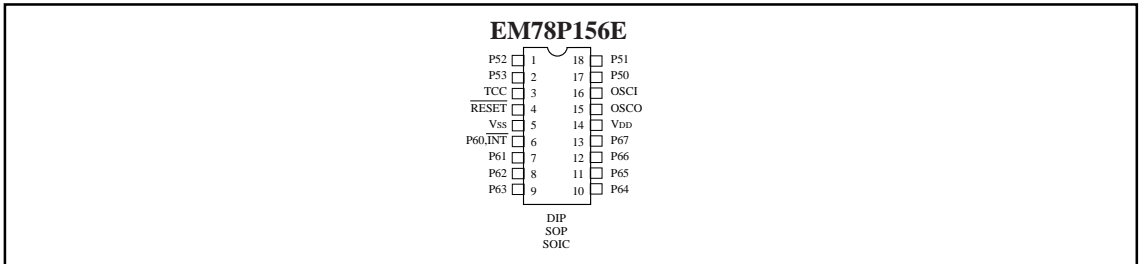 EM78P156E
P52 1 18 P51
P53 2 17 P50
TCC 3 16 OSCI
RESET 4 15 OSCO
Vss 5 14 VDD
P60,INT 6 13 P67
P61 7 12 P66
P62 8 11 P65
P63 9 10 P64
DIP
SOP
SOIC